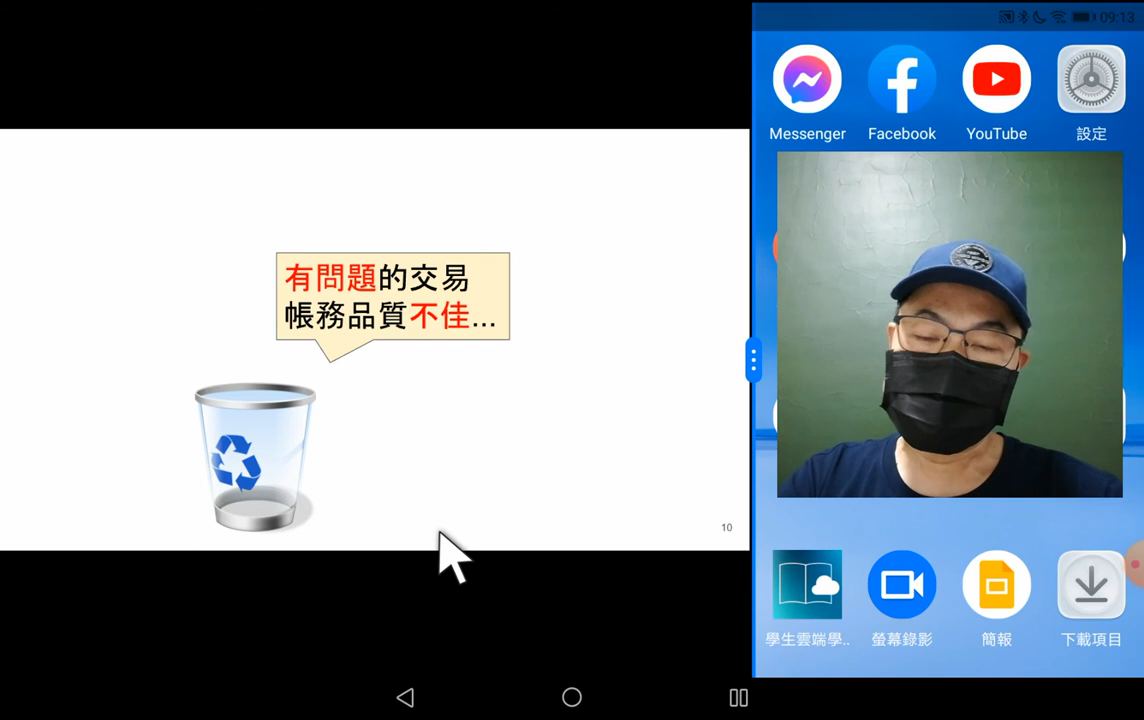 有問題的交易
帳務品質不佳...
10
09:13
Messenger
Facebook
YouTube
設定
學生雲端學..
螢幕錄影
簡報
下載項目